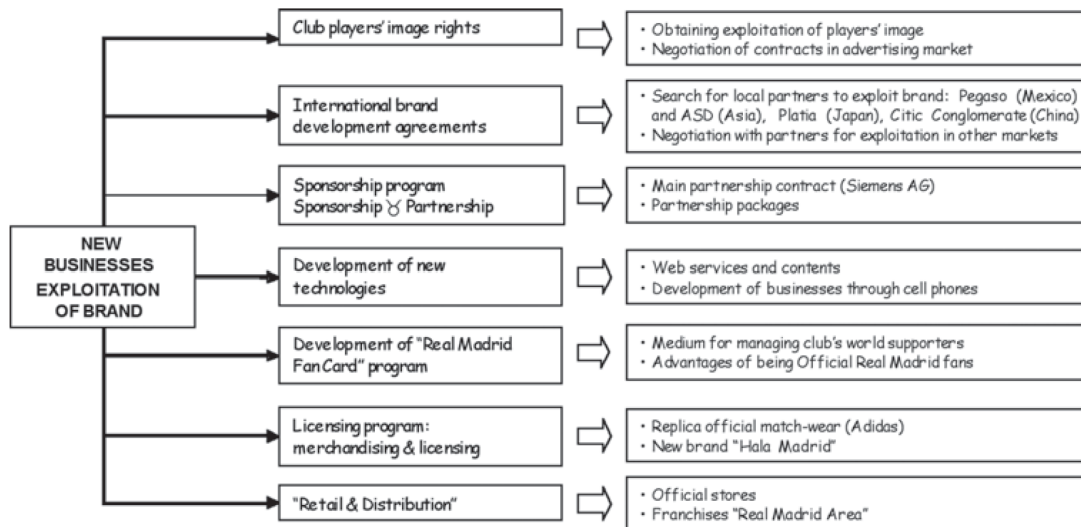 NEW
BUSINESSES
EXPLOITATION
OF BRAND
Club players' image rights
• Obtaining exploitation of players' image
• Negotiation of contracts in advertising market
International brand
development agreements
• Search for local partners to exploit brand: Pegaso (Mexico)
and ASD (Asia), Platia (Japan), Citic Conglomerate (China)
• Negotiation with partners for exploitation in other markets
Sponsorship program
Sponsorship ♉ Partnership
• Main partnership contract (Siemens AG)
• Partnership packages
Development of new
technologies
• Web services and contents
• Development of businesses through cell phones
Development of "Real Madrid
Fan Card" program
• Medium for managing club's world supporters
• Advantages of being Official Real Madrid fans
Licensing program:
merchandising & licensing
• Replica official match-wear (Adidas)
• New brand "Hala Madrid"
"Retail & Distribution"
• Official stores
• Franchises "Real Madrid Area"